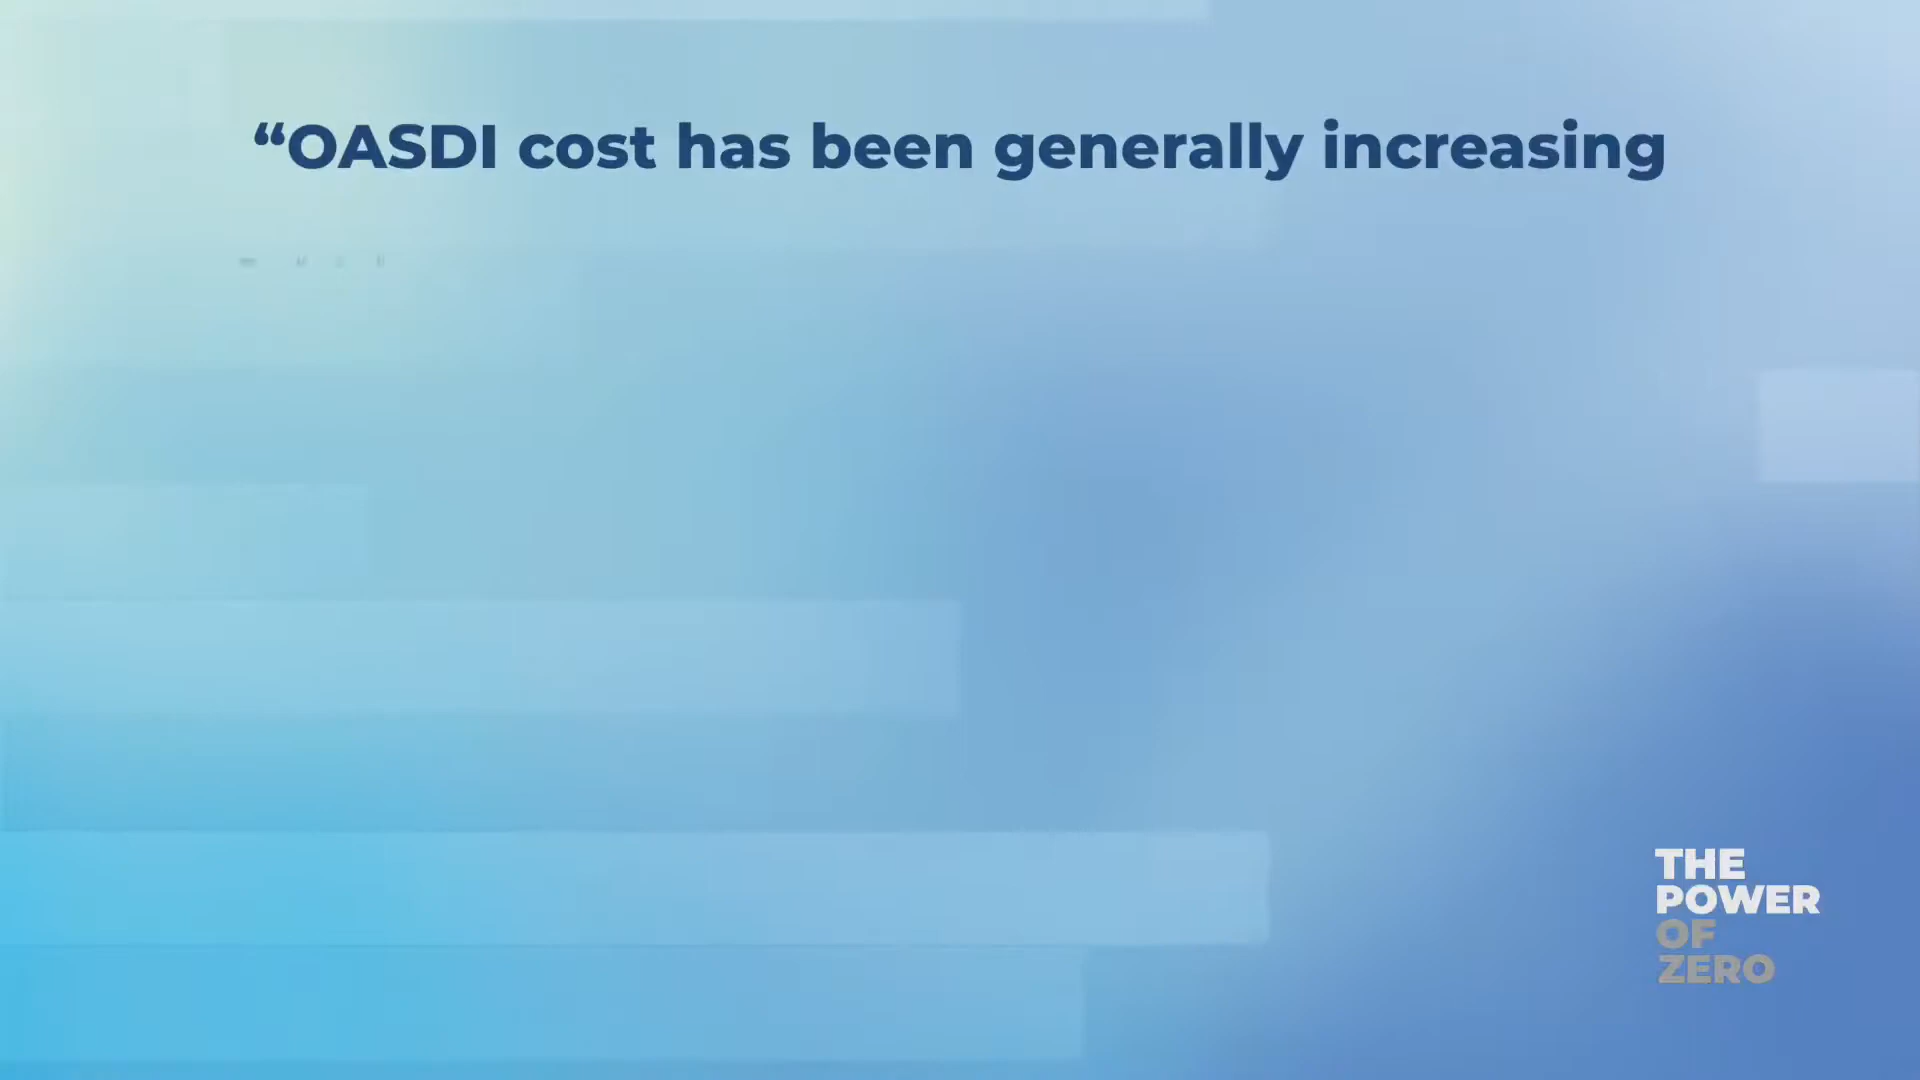 “OASDI cost has been generally increasing
THE
POWER
OF
ZERO